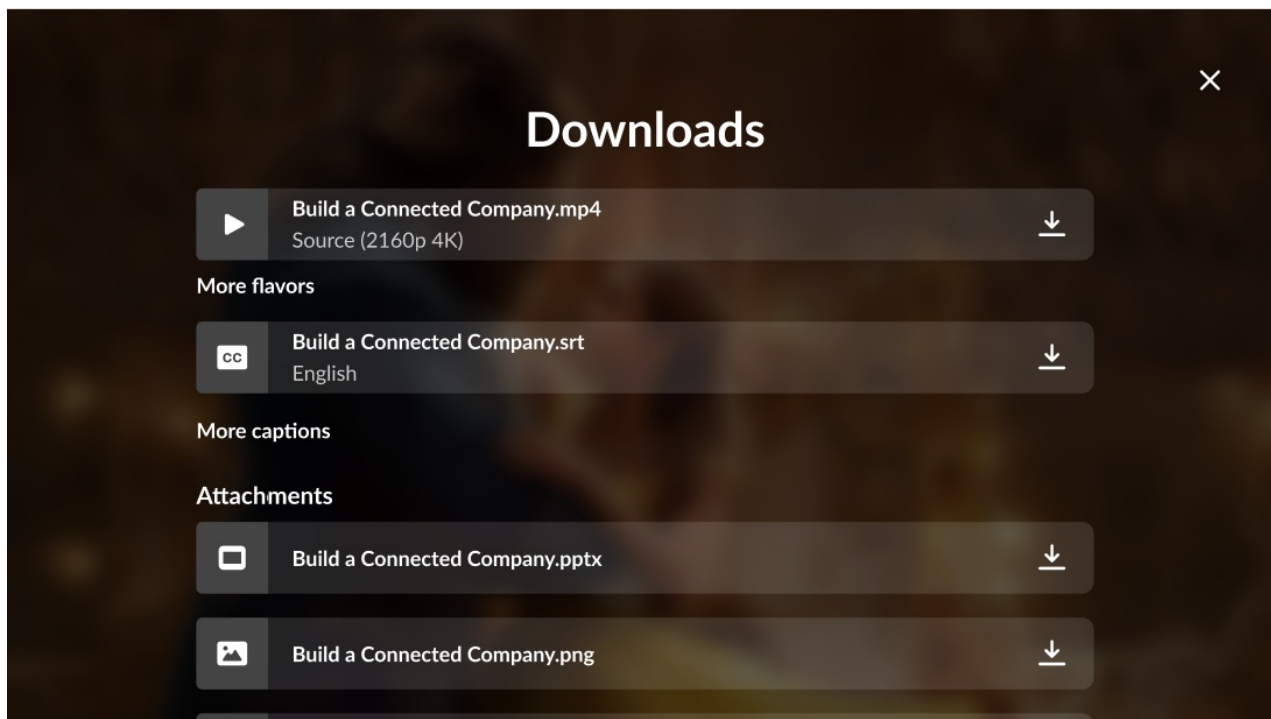 Downloads
Build a Connected Company.mp4
Source (2160p 4K)
More flavors
CC
Build a Connected Company.srt
English
More captions
Attachments
Build a Connected Company.pptx
Build a Connected Company.png